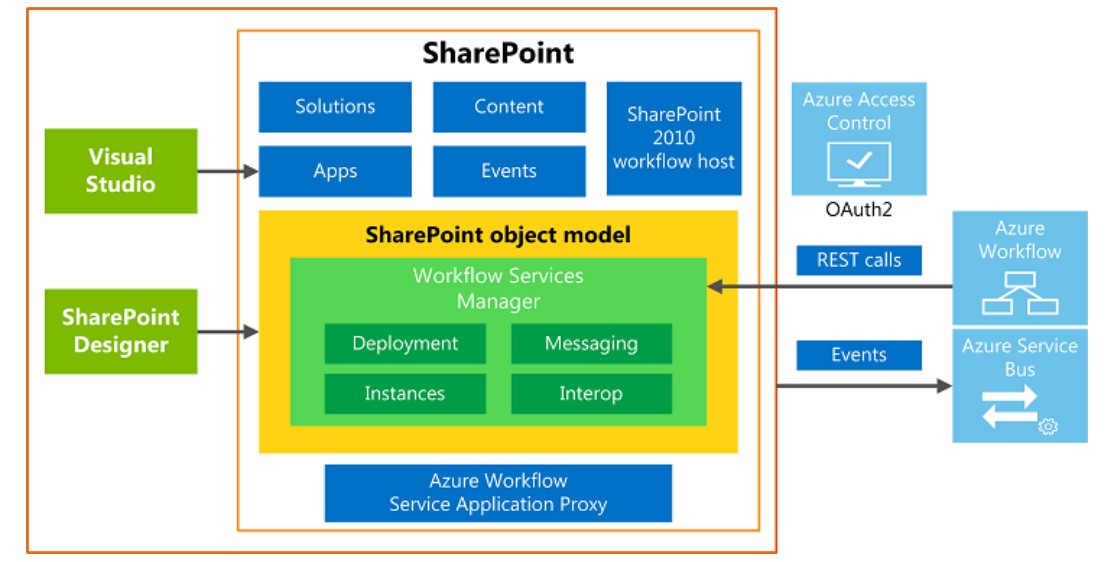 SharePoint
Solutions
Content
SharePoint
2010
workflow host
Apps
Events
Visual
Studio
SharePoint
Designer
SharePoint object model
Workflow Services
Manager
Deployment
Messaging
Instances
Interop
Azure Workflow
Service Application Proxy
Azure Access
Control
OAuth2
REST calls
Azure
Workflow
Events
Azure Service
Bus